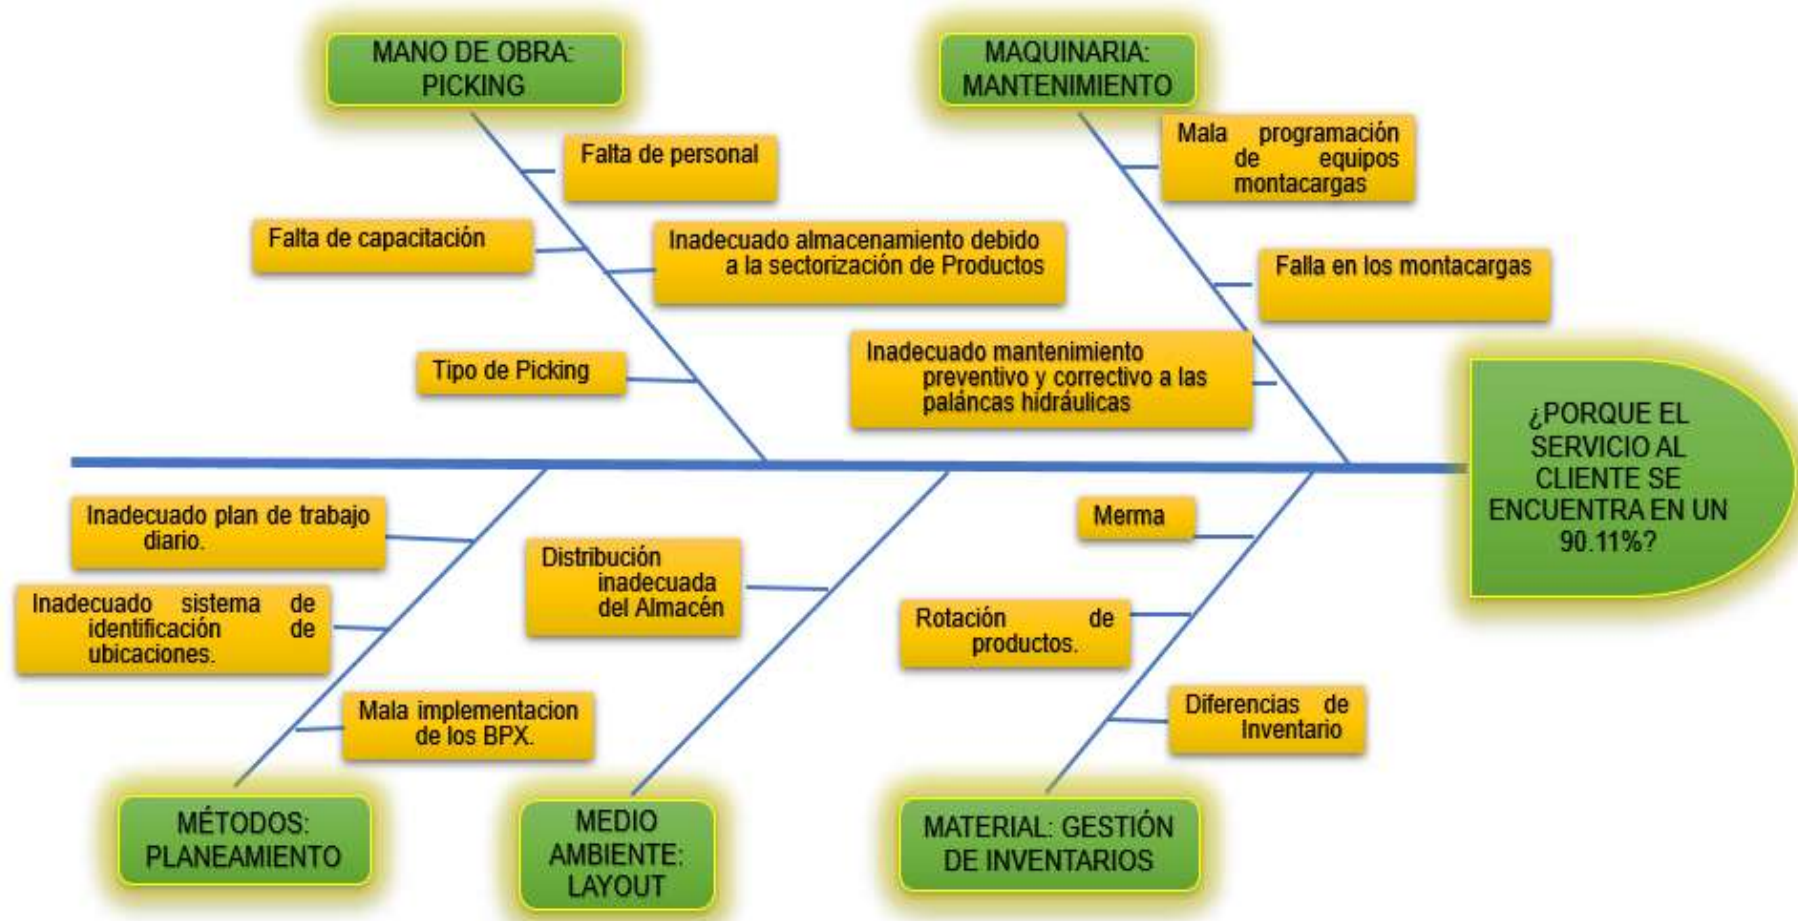 MANO DE OBRA:
PICKING
MAQUINARIA:
MANTENIMIENTO
Falta de personal
Mala programación
de equipos
montacargas
Falta de capacitación
Inadecuado almacenamiento debido
a la sectorización de Productos
Falla en los montacargas
Tipo de Picking
Inadecuado mantenimiento
preventivo y correctivo a las
paláncas hidráulicas
¿PORQUE EL
SERVICIO AL
CLIENTE SE
ENCUENTRA EN UN
90.11%?
Inadecuado plan de trabajo
diario.
Distribución
inadecuada
del Almacén
Merma
Inadecuado sistema de
identificación de
ubicaciones.
Rotación de
productos.
Mala implementacion
de los BPX.
Diferencias de
Inventario
MÉTODOS:
PLANEAMIENTO
MEDIO
AMBIENTE:
LAYOUT
MATERIAL: GESTIÓN
DE INVENTARIOS